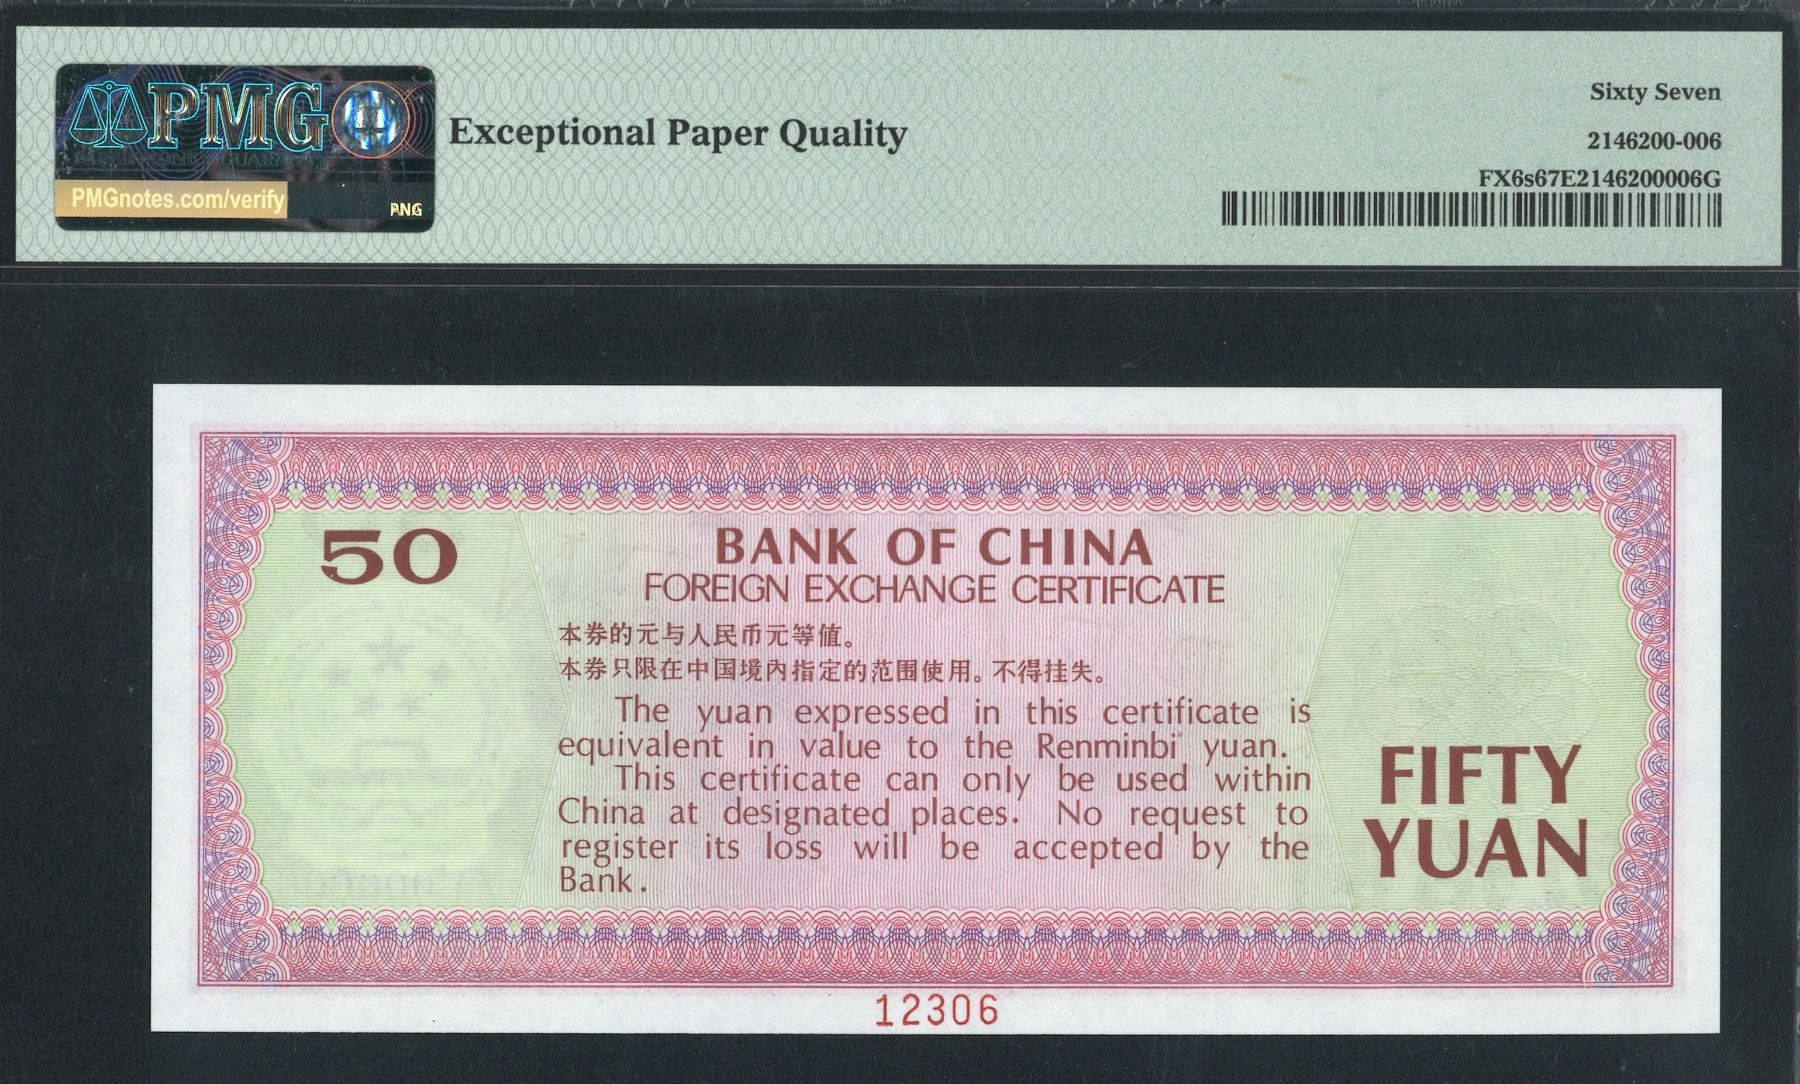 PMG
PMGnotes.com/verify
PNG
Exceptional Paper Quality
Sixty Seven
2146200-006
FX6s67E2146200006G
50
BANK OF CHINA
FOREIGN EXCHANGE CERTIFICATE
本券的元与人民币元等值。
本券只限在中国境内指定的范围使用。不得挂失。
The yuan expressed in this certificate is
equivalent in value to the Renminbi yuan.
This certificate can only be used within
China at designated places. No request to
register its loss will be accepted by the
Bank.
FIFTY
YUAN
12306